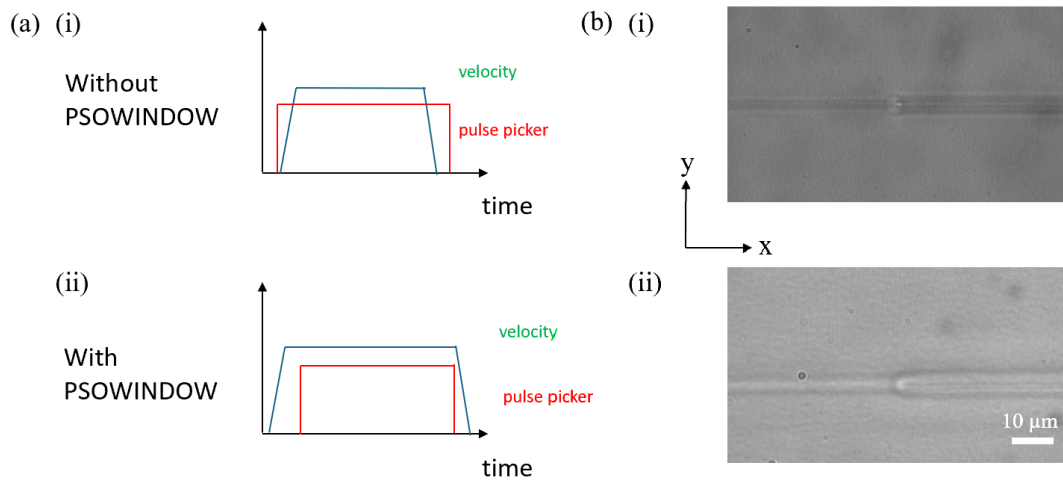 (a) (i)
Without
PSOWINDOW
velocity
pulse picker
time
(ii)
With
PSOWINDOW
velocity
pulse picker
time
(b) (i)
y
x
(ii)
10 µm